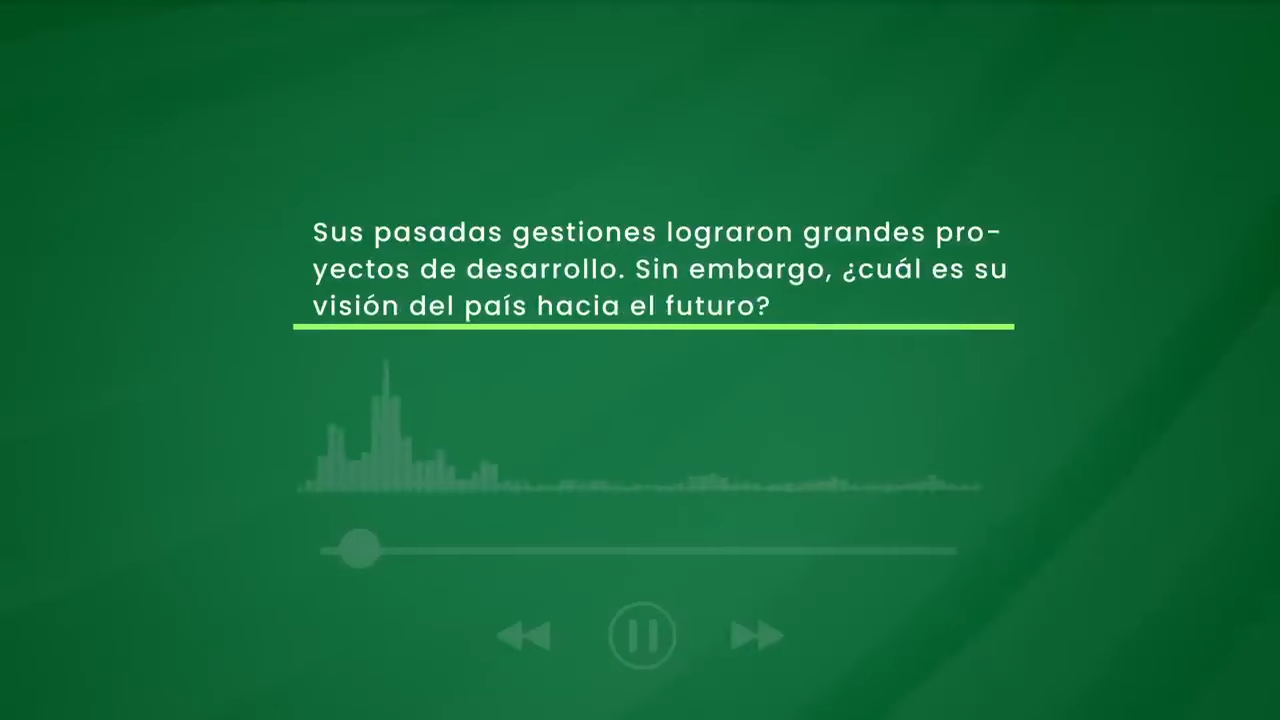 Sus pasadas gestiones lograron grandes pro-
yectos de desarrollo. Sin embargo, ¿cuál es su
visión del país hacia el futuro?